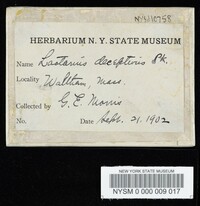 HERBARIUM N. Y. STATE MUSEUM
Name Lactarius deceptivus Pk.
Locality Waltham, Mass.
Collected by G. E. Morris
No. Date Sept. 21, 1902
NEW YORK STATE MUSEUM
NYSM 0 000 009 017